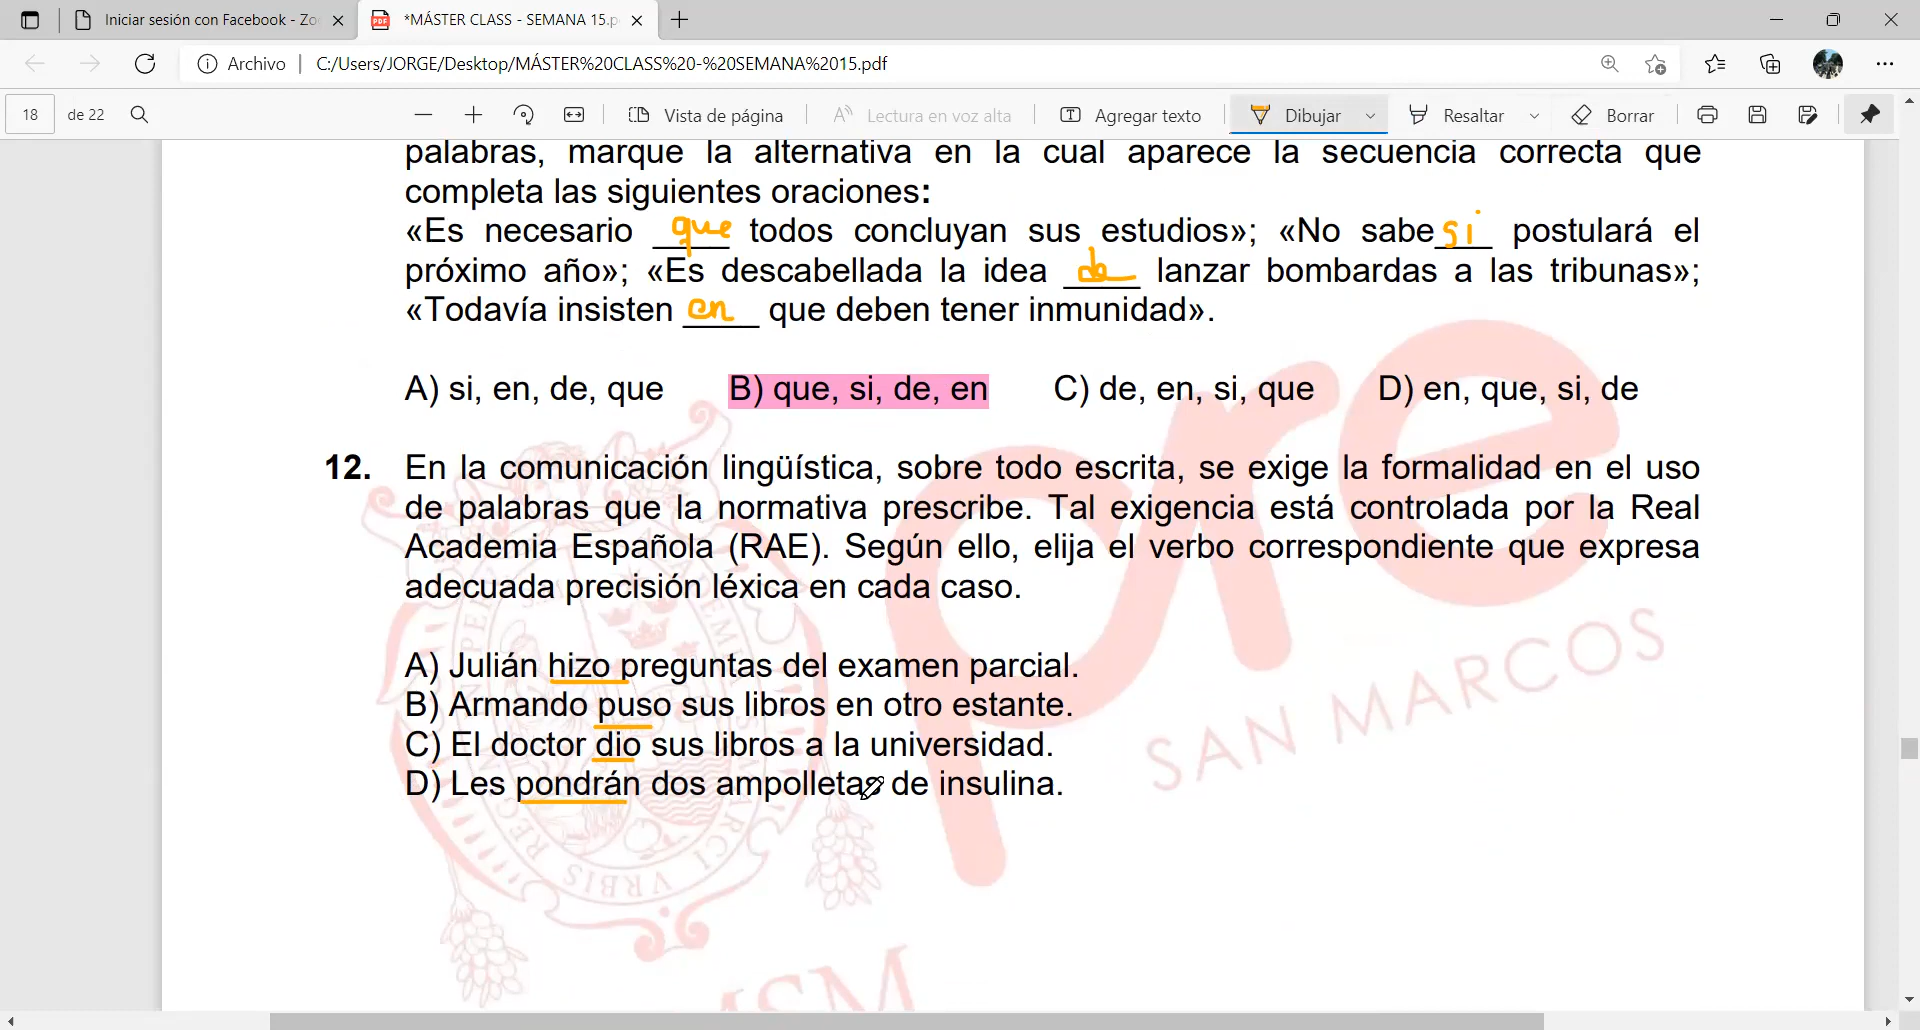 Iniciar sesión con Facebook - Zo
*MÁSTER CLASS - SEMANA 15.p
Archivo | C:/Users/JORGE/Desktop/MÁSTER%20CLASS%20-%20SEMANA%2015.pdf
18 de 22 Vista de página Lectura en voz alta Agregar texto Dibujar Resaltar Borrar
palabras, marque la alternativa en la cual aparece la secuencia correcta que
completa las siguientes oraciones:
«Es necesario que todos concluyan sus estudios»; «No sabe si postulará el
próximo año»; «Es descabellada la idea de lanzar bombardas a las tribunas»;
«Todavía insisten en que deben tener inmunidad».
A) si, en, de, que B) que, si, de, en C) de, en, si, que D) en, que, si, de
12. En la comunicación lingüística, sobre todo escrita, se exige la formalidad en el uso
de palabras que la normativa prescribe. Tal exigencia está controlada por la Real
Academia Española (RAE). Según ello, elija el verbo correspondiente que expresa
adecuada precisión léxica en cada caso.
A) Julián hizo preguntas del examen parcial.
B) Armando puso sus libros en otro estante.
C) El doctor dio sus libros a la universidad.
D) Les pondrán dos ampolletas de insulina.
pre
SAN MARCOS